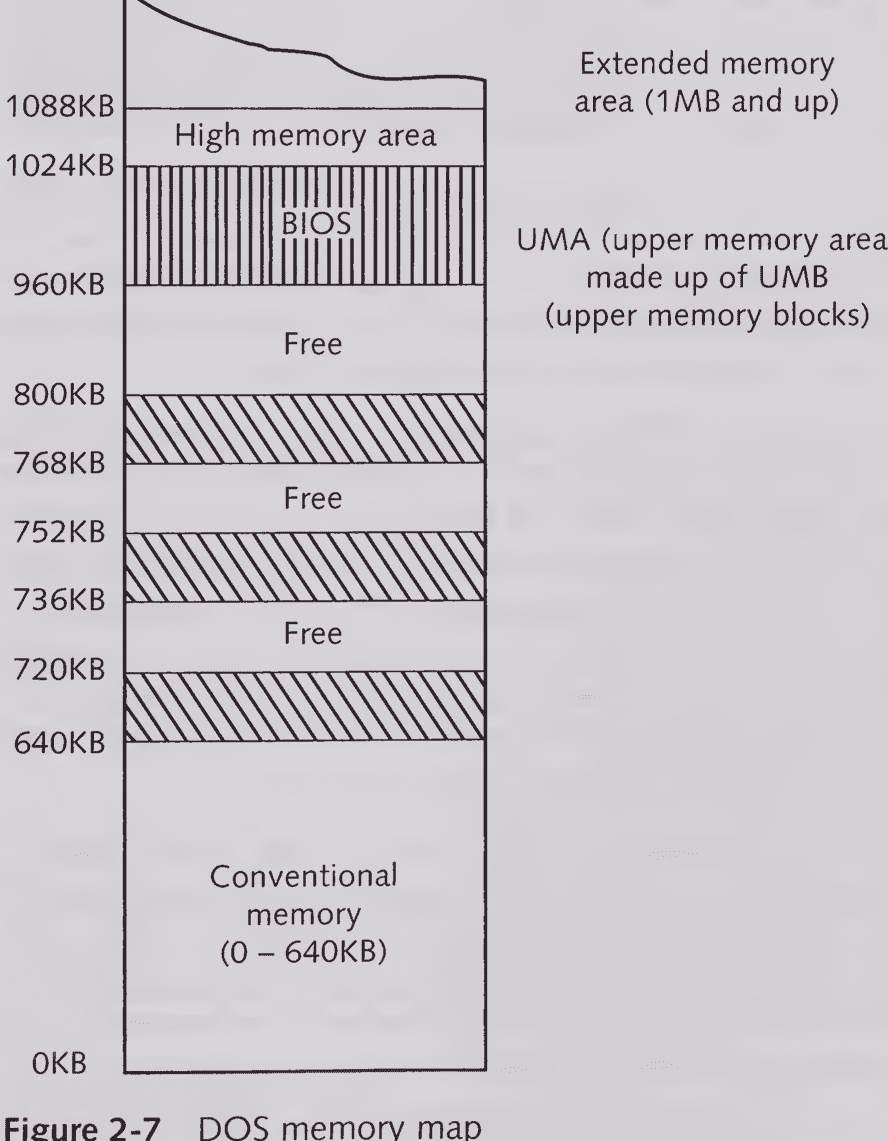 Extended memory
area (1MB and up)
1088KB
High memory area
1024KB
BIOS
UMA (upper memory area
made up of UMB
(upper memory blocks)
960KB
Free
800KB
768KB
Free
752KB
736KB
Free
720KB
640KB
Conventional
memory
(0 – 640KB)
0KB
Figure 2-7 DOS memory map